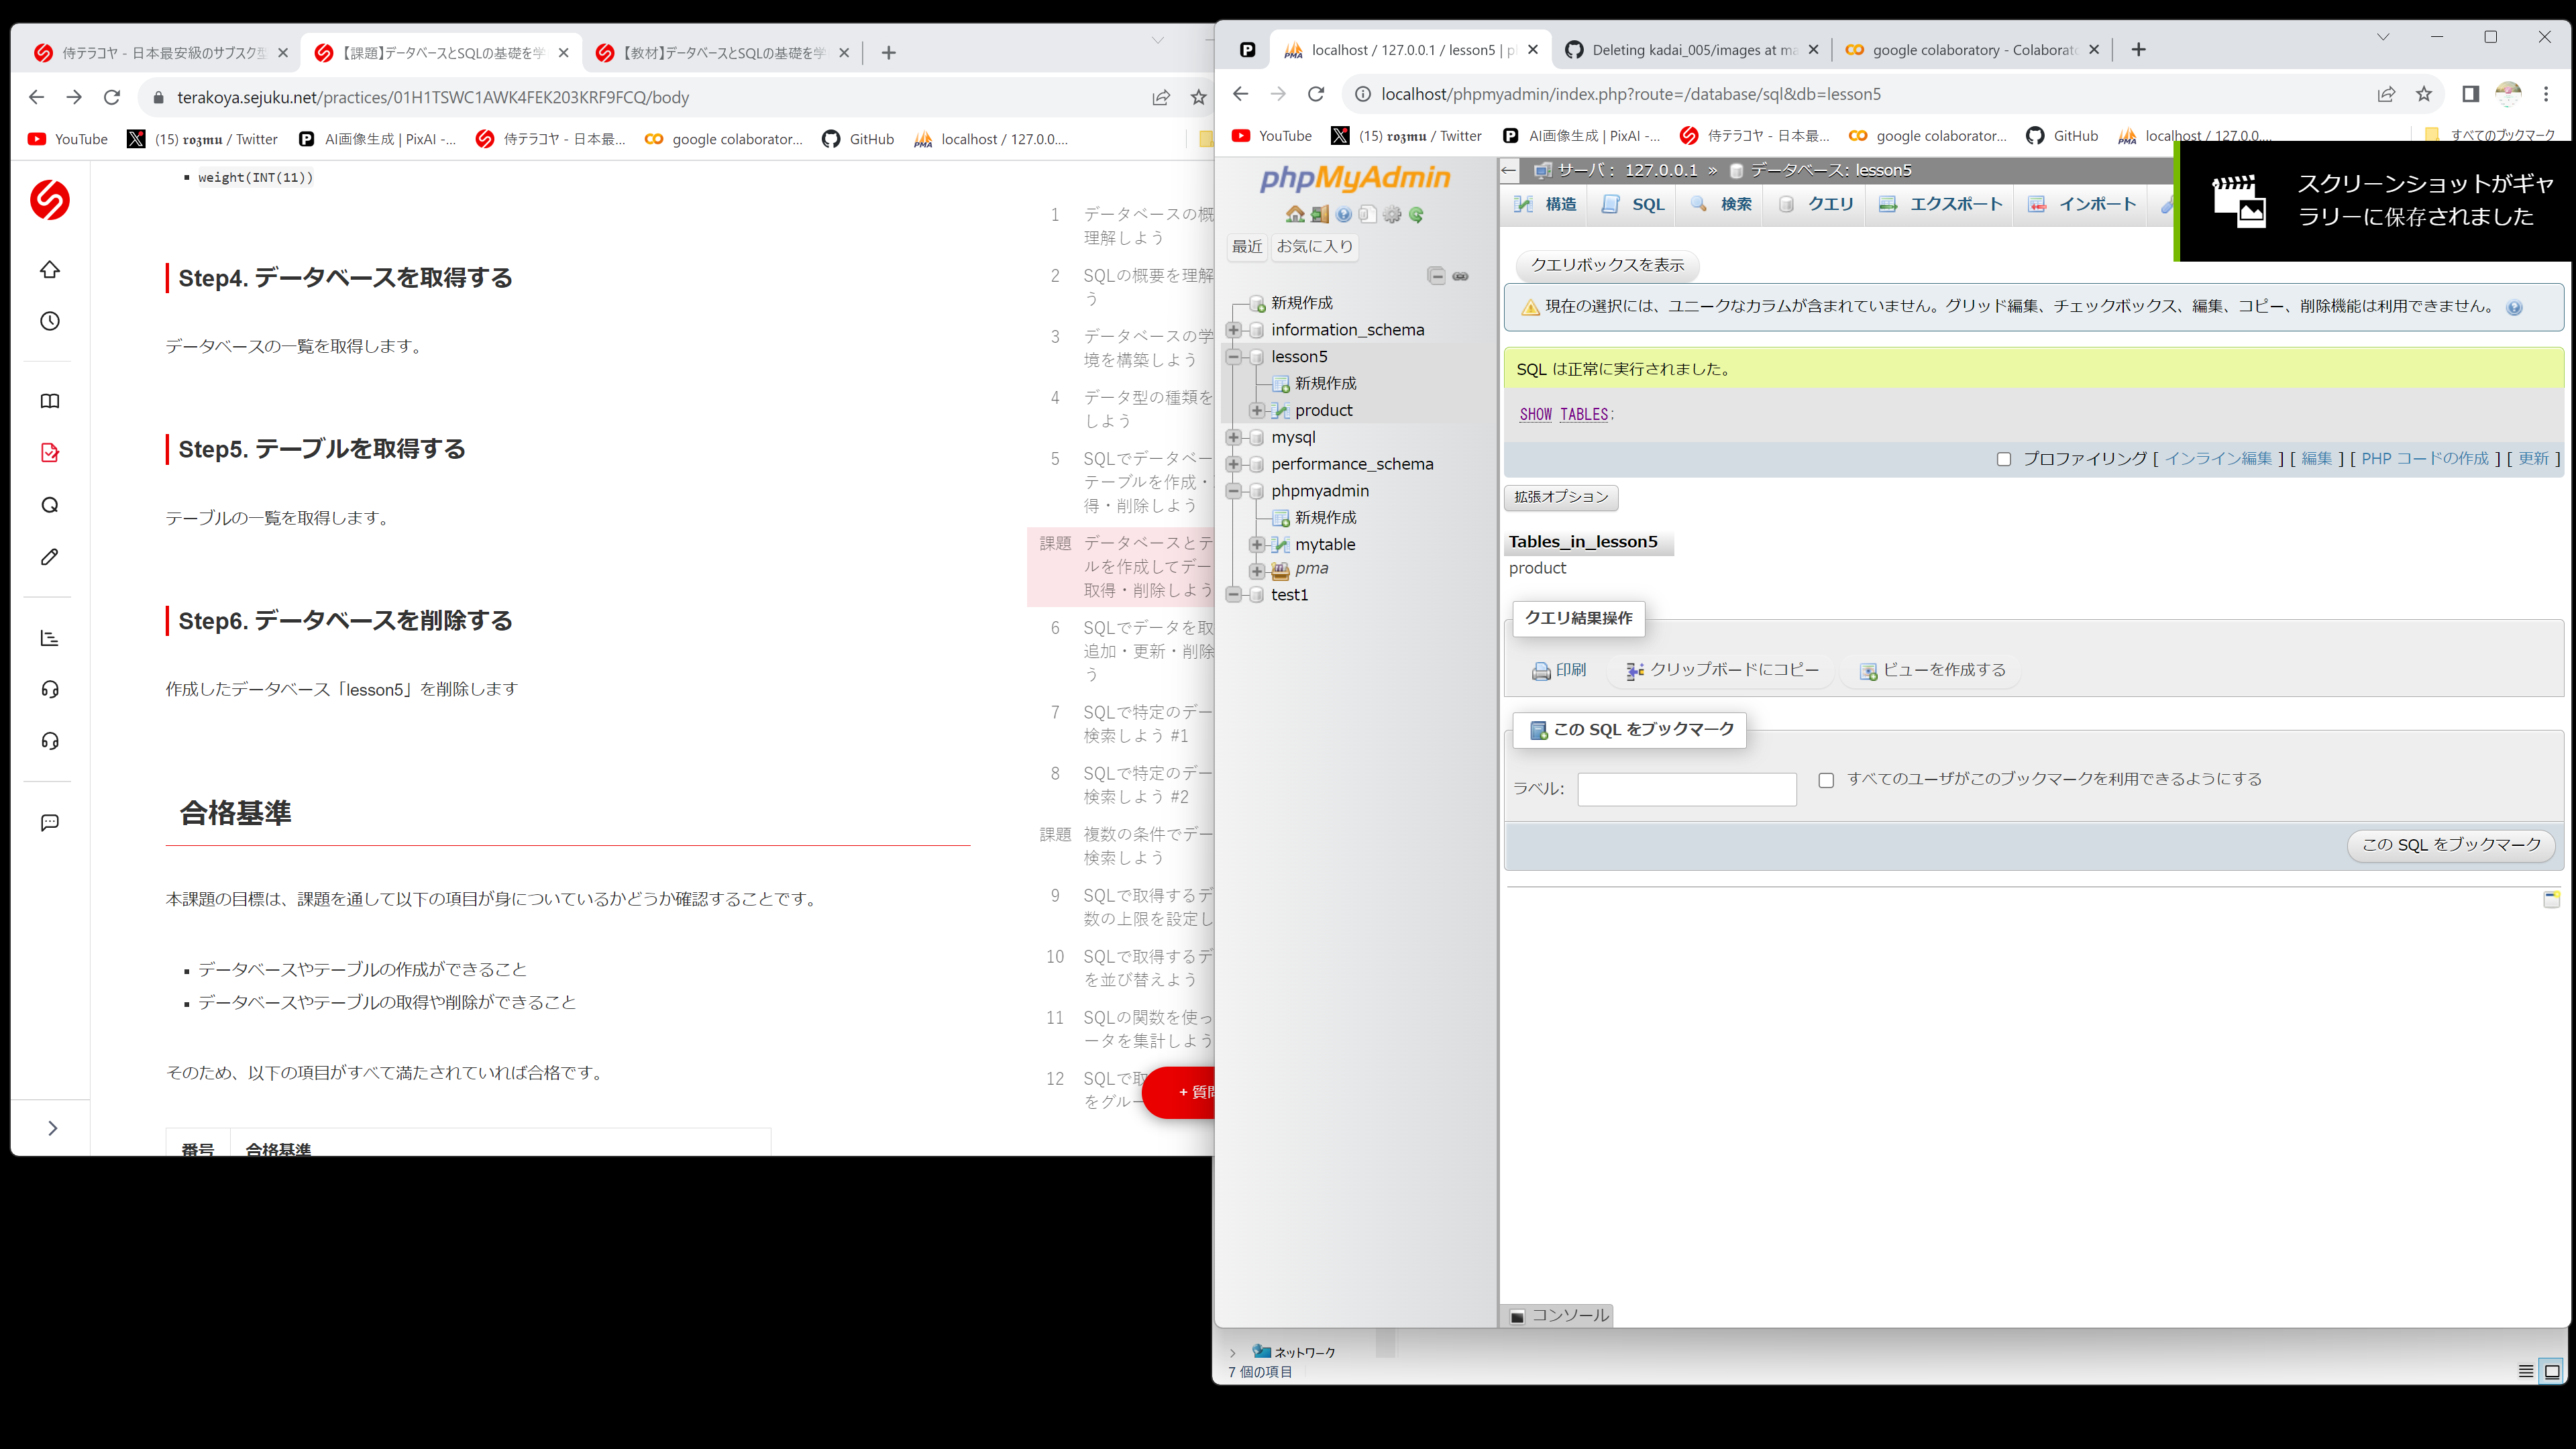 侍テラコヤ - 日本最安級のサブスク型
【課題】データベースとSQLの基礎を学
【教材】データベースとSQLの基礎を学
terakoya.sejuku.net/practices/01H1TSWC1AWK4FEK203KRF9FCQ/body
YouTube
(15) rozmu / Twitter
AI画像生成 | PixAI -...
侍テラコヤ - 日本最...
google colaborator...
GitHub
localhost / 127.0.0....
weight(INT(11))
Step4. データベースを取得する
データベースの一覧を取得します。
Step5. テーブルを取得する
テーブルの一覧を取得します。
Step6. データベースを削除する
作成したデータベース「lesson5」を削除します
合格基準
本課題の目標は、課題を通して以下の項目が身についているかどうか確認することです。
データベースやテーブルの作成ができること
データベースやテーブルの取得や削除ができること
そのため、以下の項目がすべて満たされていれば合格です。
番号 合格基準
1 データベースの概
理解しよう
2 SQLの概要を理解
う
3 データベースの学
境を構築しよう
4 データ型の種類を
しよう
5 SQLでデータベー
テーブルを作成・
得・削除しよう
課題 データベースとテ
ルを作成してデー
取得・削除しよう
6 SQLでデータを取
追加・更新・削除
う
7 SQLで特定のデー
検索しよう #1
8 SQLで特定のデー
検索しよう #2
課題 複数の条件でデー
検索しよう
9 SQLで取得するデ
数の上限を設定し
10 SQLで取得するデ
を並び替えよう
11 SQLの関数を使っ
ータを集計しよう
12 SQLで取
をグルー
+ 質問
localhost / 127.0.0.1 / lesson5 | p
Deleting kadai_005/images at ma
google colaboratory - Colaborato
localhost/phpmyadmin/index.php?route=/database/sql&db=lesson5
YouTube
(15) rozmu / Twitter
AI画像生成 | PixAI -...
侍テラコヤ - 日本最...
google colaborator...
GitHub
localhost / 127.0.0....
すべてのブックマーク
スクリーンショットがギャ
ラリーに保存されました
phpMyAdmin
最近 お気に入り
新規作成
information_schema
lesson5
新規作成
product
mysql
performance_schema
phpmyadmin
新規作成
mytable
pma
test1
サーバ: 127.0.0.1 » データベース: lesson5
構造 SQL 検索 クエリ エクスポート インポート
クエリボックスを表示
現在の選択には、ユニークなカラムが含まれていません。グリッド編集、チェックボックス、編集、コピー、削除機能は利用できません。
SQL は正常に実行されました。
SHOW TABLES;
プロファイリング [ インライン編集 ] [ 編集 ] [ PHP コードの作成 ] [ 更新 ]
拡張オプション
Tables_in_lesson5
product
クエリ結果操作
印刷 クリップボードにコピー ビューを作成する
この SQL をブックマーク
ラベル: すべてのユーザがこのブックマークを利用できるようにする
この SQL をブックマーク
コンソール
ネットワーク
7 個の項目